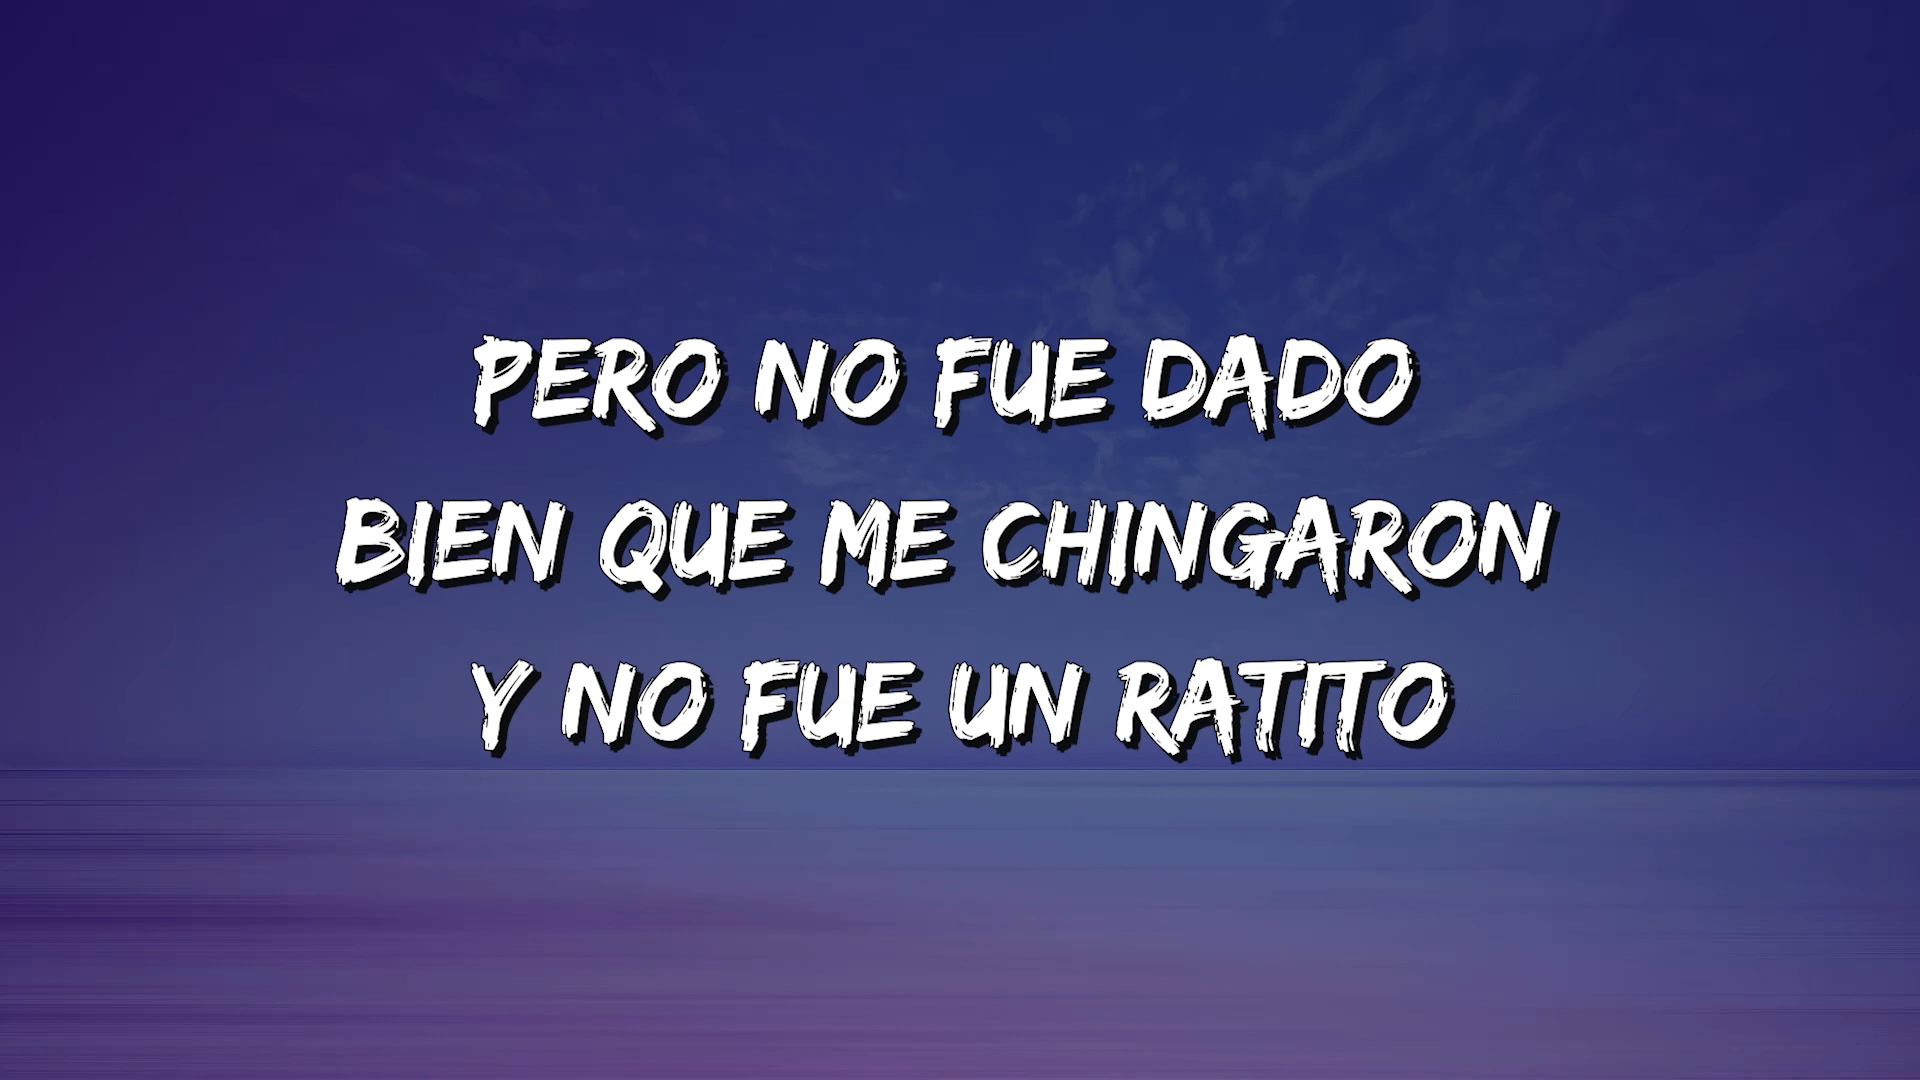 PERO NO FUE DADO
BIEN QUE ME CHINGARON
Y NO FUE UN RATITO